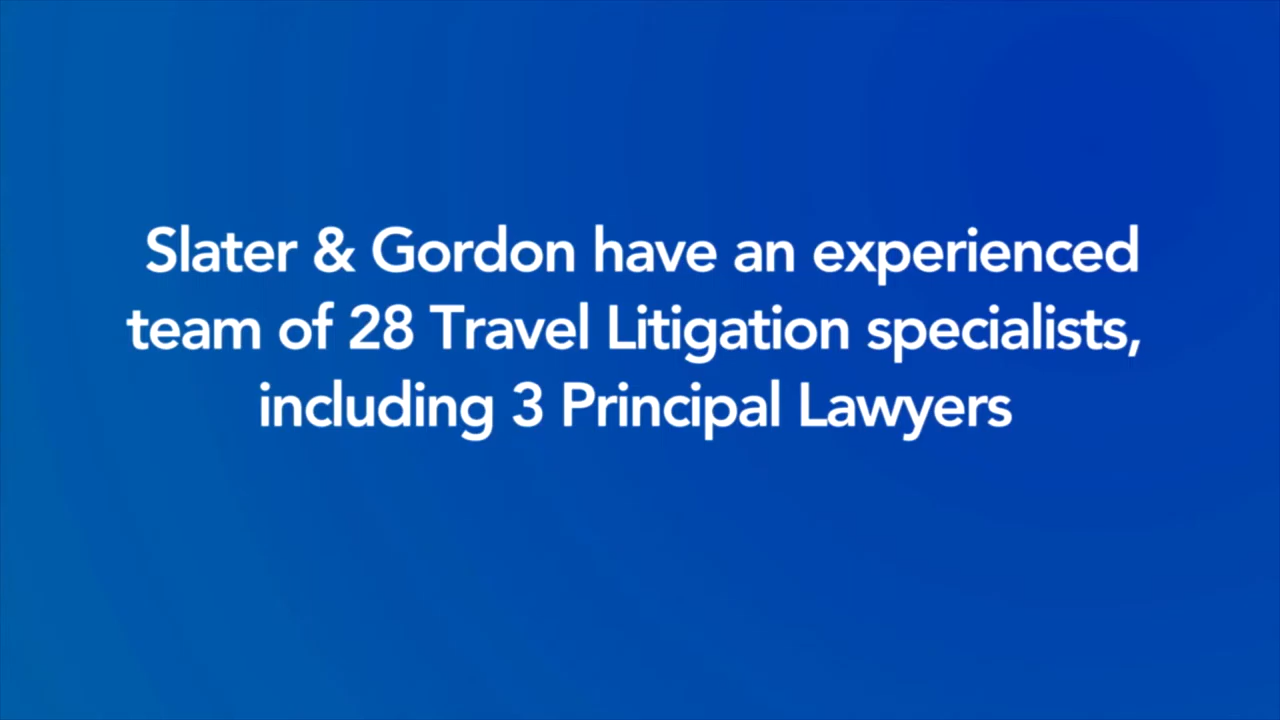 Slater & Gordon have an experienced
team of 28 Travel Litigation specialists,
including 3 Principal Lawyers